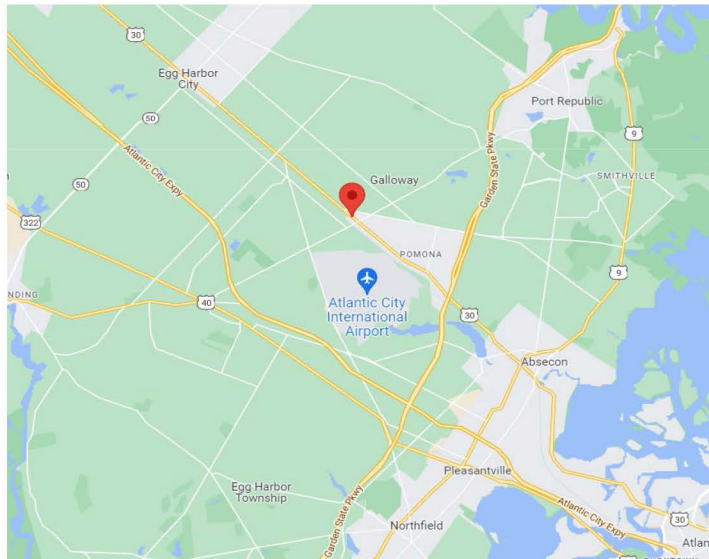 30
Egg Harbor
City
Port Republic
50
9
Atlantic City Expy
Garden State Pkwy
SMITHVILLE
50
Galloway
322
POMONA
9
NDING
40
Atlantic City
International
Airport
30
Absecon
Pleasantville
Egg Harbor
Township
Atlantic City Expy
30
Garden State Pkwy
Northfield
Atlan